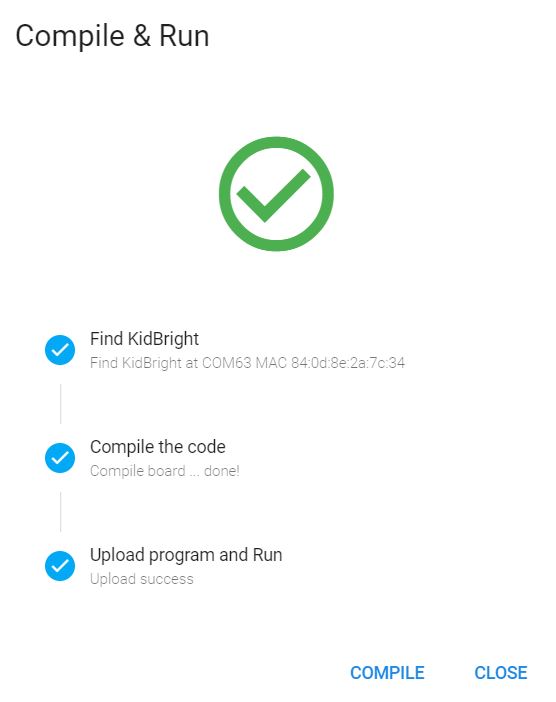 Compile & Run
Find KidBright
Find KidBright at COM63 MAC 84:0d:8e:2a:7c:34
Compile the code
Compile board ... done!
Upload program and Run
Upload success
COMPILE CLOSE